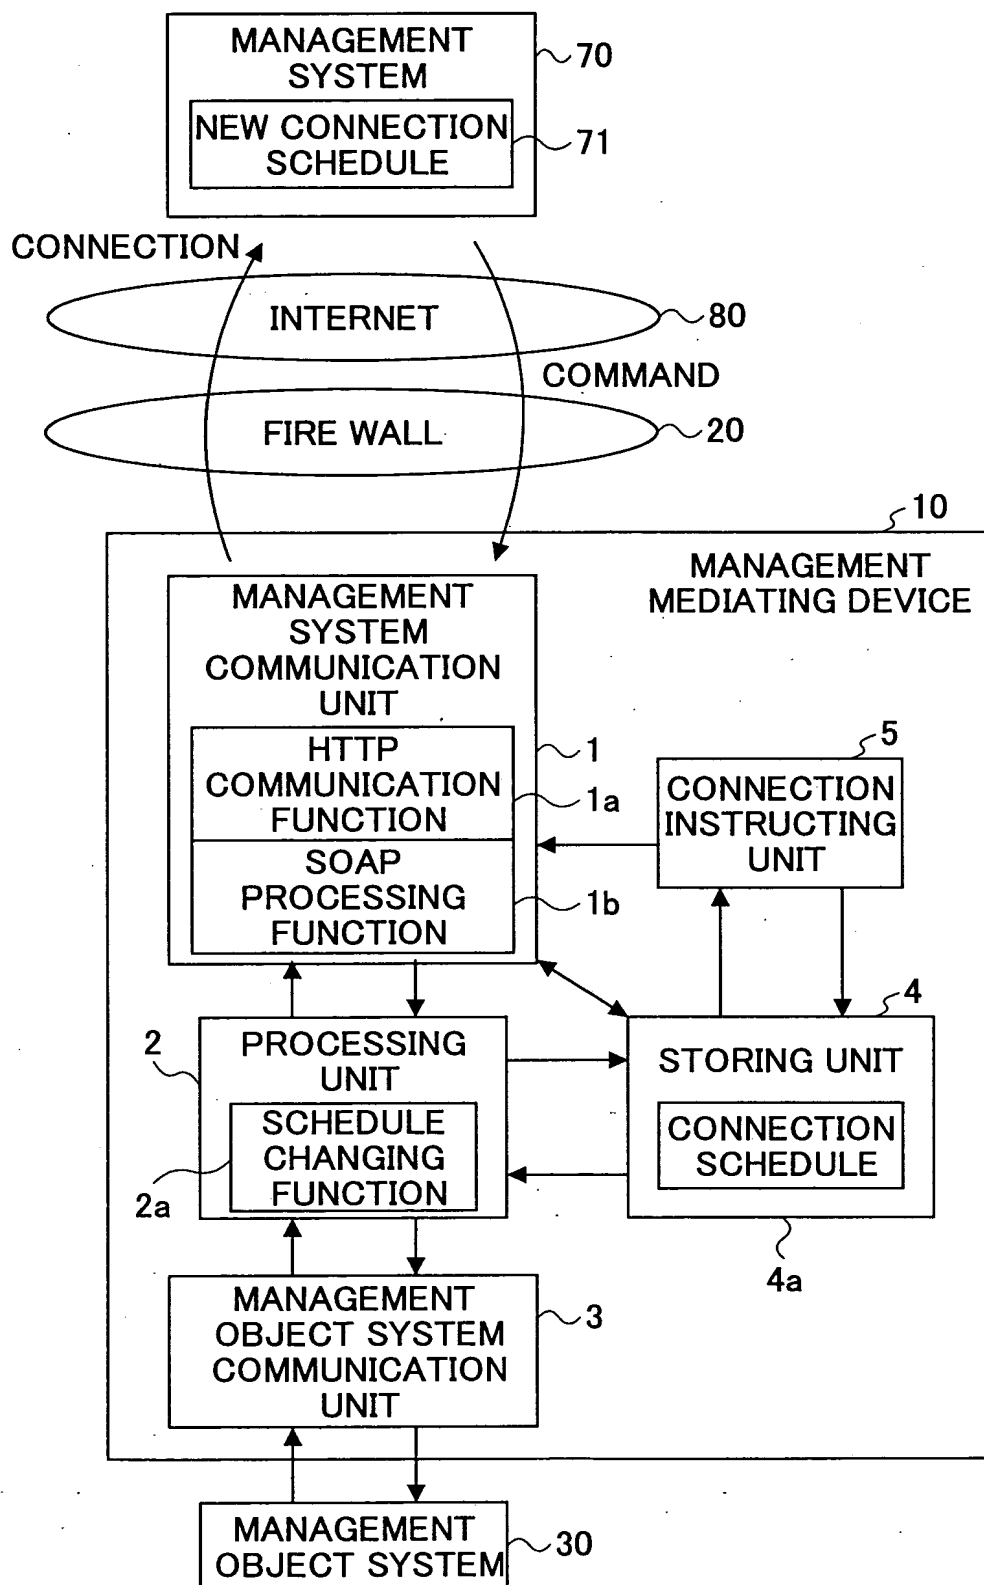 MANAGEMENT
SYSTEM
70
NEW CONNECTION
SCHEDULE
71
CONNECTION
INTERNET
80
COMMAND
FIRE WALL
20
10
MANAGEMENT
MEDIATING DEVICE
MANAGEMENT
SYSTEM
COMMUNICATION
UNIT
1
HTTP
COMMUNICATION
FUNCTION
1a
SOAP
PROCESSING
FUNCTION
1b
5
CONNECTION
INSTRUCTING
UNIT
2
PROCESSING
UNIT
SCHEDULE
CHANGING
FUNCTION
2a
4
STORING UNIT
CONNECTION
SCHEDULE
4a
MANAGEMENT
OBJECT SYSTEM
COMMUNICATION
UNIT
3
MANAGEMENT
OBJECT SYSTEM
30